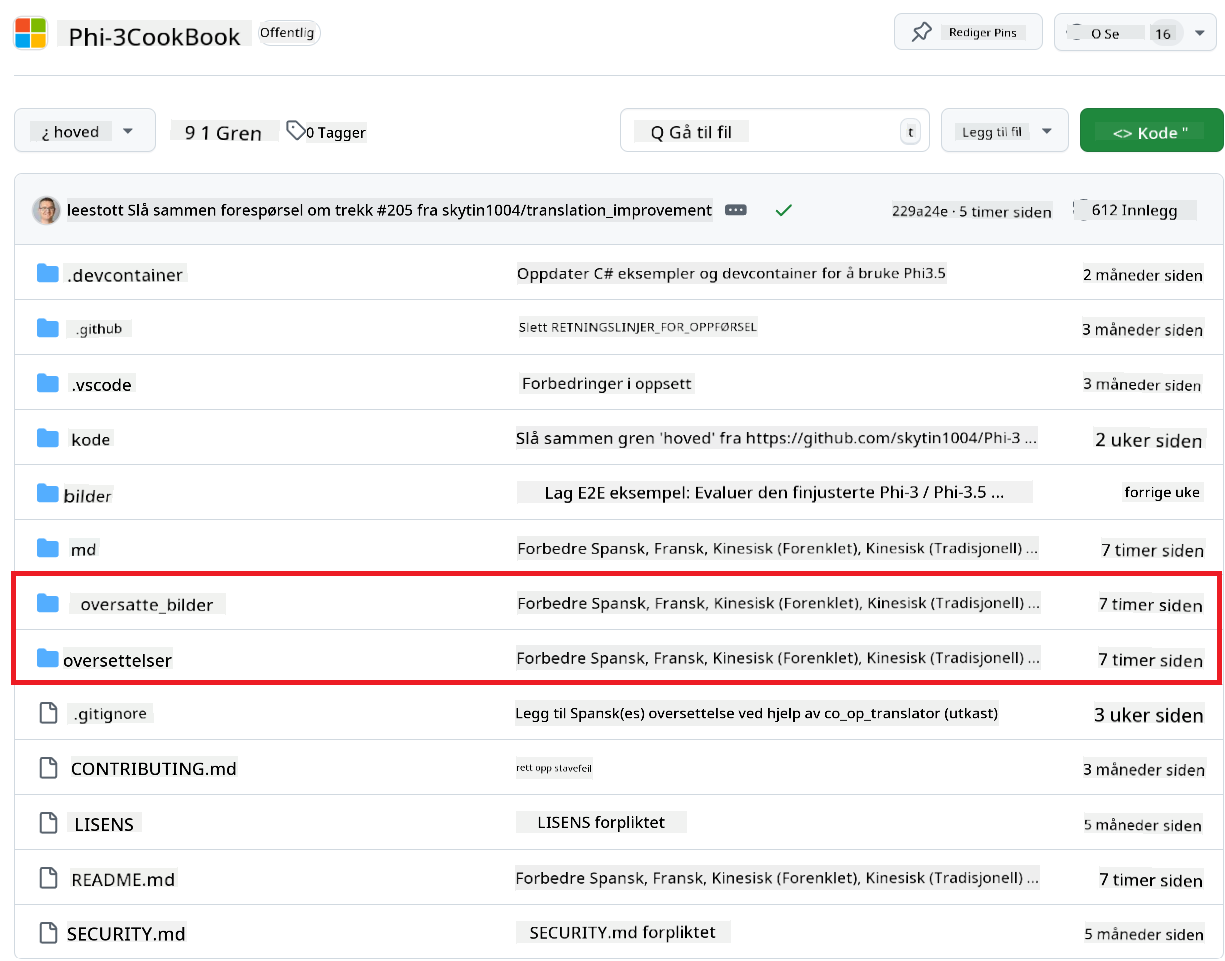 Phi-3CookBook Offentlig Rediger Pins O Se 16
¿ hoved 9 1 Gren 0 Tagger Q Gå til fil t Legg til fil <> Kode "
leestott Slå sammen forespørsel om trekk #205 fra skytin1004/translation_improvement 229a24e · 5 timer siden 612 Innlegg
.devcontainer Oppdater C# eksempler og devcontainer for å bruke Phi3.5 2 måneder siden
.github Slett RETNINGSLINJER_FOR_OPPFØRSEL 3 måneder siden
.vscode Forbedringer i oppsett 3 måneder siden
kode Slå sammen gren 'hoved' fra https://github.com/skytin1004/Phi-3 ... 2 uker siden
bilder Lag E2E eksempel: Evaluer den finjusterte Phi-3 / Phi-3.5 ... forrige uke
md Forbedre Spansk, Fransk, Kinesisk (Forenklet), Kinesisk (Tradisjonell) ... 7 timer siden
oversatte_bilder Forbedre Spansk, Fransk, Kinesisk (Forenklet), Kinesisk (Tradisjonell) ... 7 timer siden
oversettelser Forbedre Spansk, Fransk, Kinesisk (Forenklet), Kinesisk (Tradisjonell) ... 7 timer siden
.gitignore Legg til Spansk(es) oversettelse ved hjelp av co_op_translator (utkast) 3 uker siden
CONTRIBUTING.md rett opp stavefeil 3 måneder siden
LISENS LISENS forpliktet 5 måneder siden
README.md Forbedre Spansk, Fransk, Kinesisk (Forenklet), Kinesisk (Tradisjonell) ... 7 timer siden
SECURITY.md SECURITY.md forpliktet 5 måneder siden